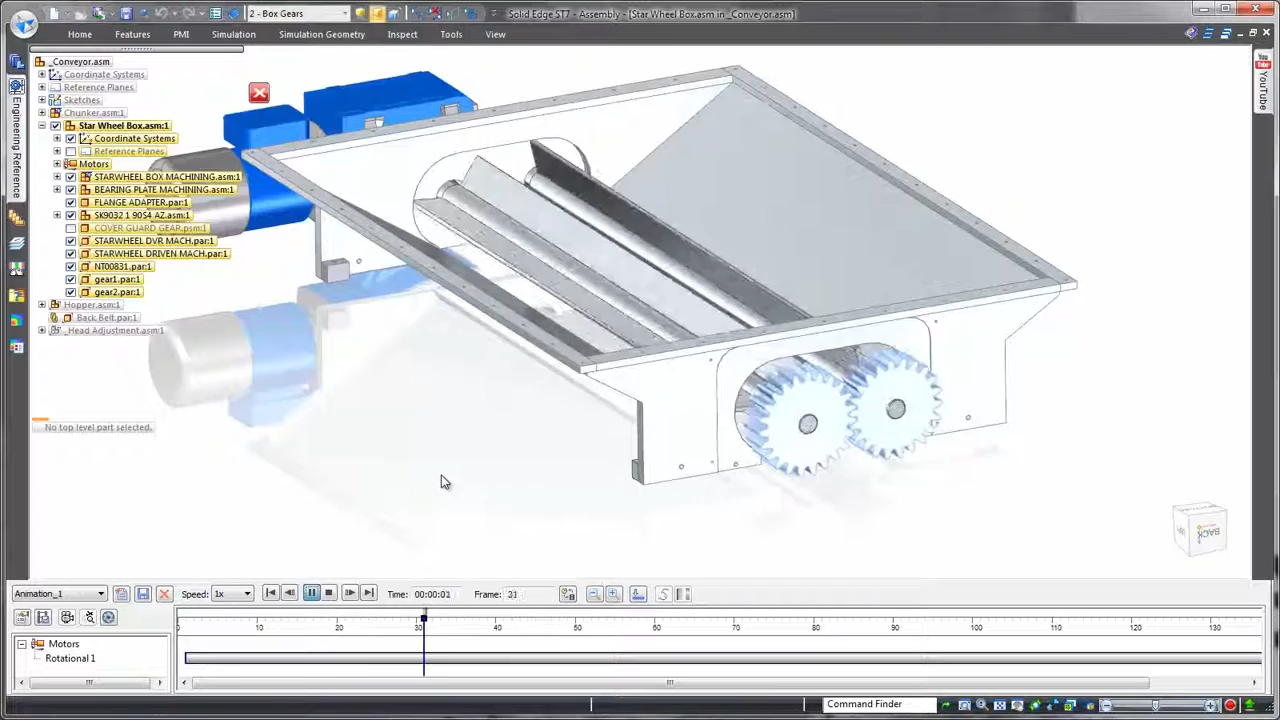 2 - Box Gears
Solid Edge ST7 - Assembly - [Star Wheel Box.asm in _Conveyor.asm]
Home Features PMI Simulation Simulation Geometry Inspect Tools View
_Conveyor.asm
Coordinate Systems
Reference Planes
Sketches
Chunker.asm:1
Star Wheel Box.asm:1
Coordinate Systems
Reference Planes
Motors
STARWHEEL BOX MACHINING.asm:1
BEARING PLATE MACHINING.asm:1
FLANGE ADAPTER.par:1
SK9032 1 90S4 AZ.asm:1
COVER GUARD GEAR.psm:1
STARWHEEL DVR MACH.par:1
STARWHEEL DRIVEN MACH.par:1
NT00831.par:1
gear1.par:1
gear2.par:1
Hopper.asm:1
Back Belt.par:1
_Head Adjustment.asm:1
No top level part selected.
Engineering Reference
You Tube
YouTube
BACK
Animation_1
Speed: 1x
Time: 00:00:01
Frame: 31
0 10 20 30 40 50 60 70 80 90 100 110 120 130
Motors
Rotational 1
Command Finder